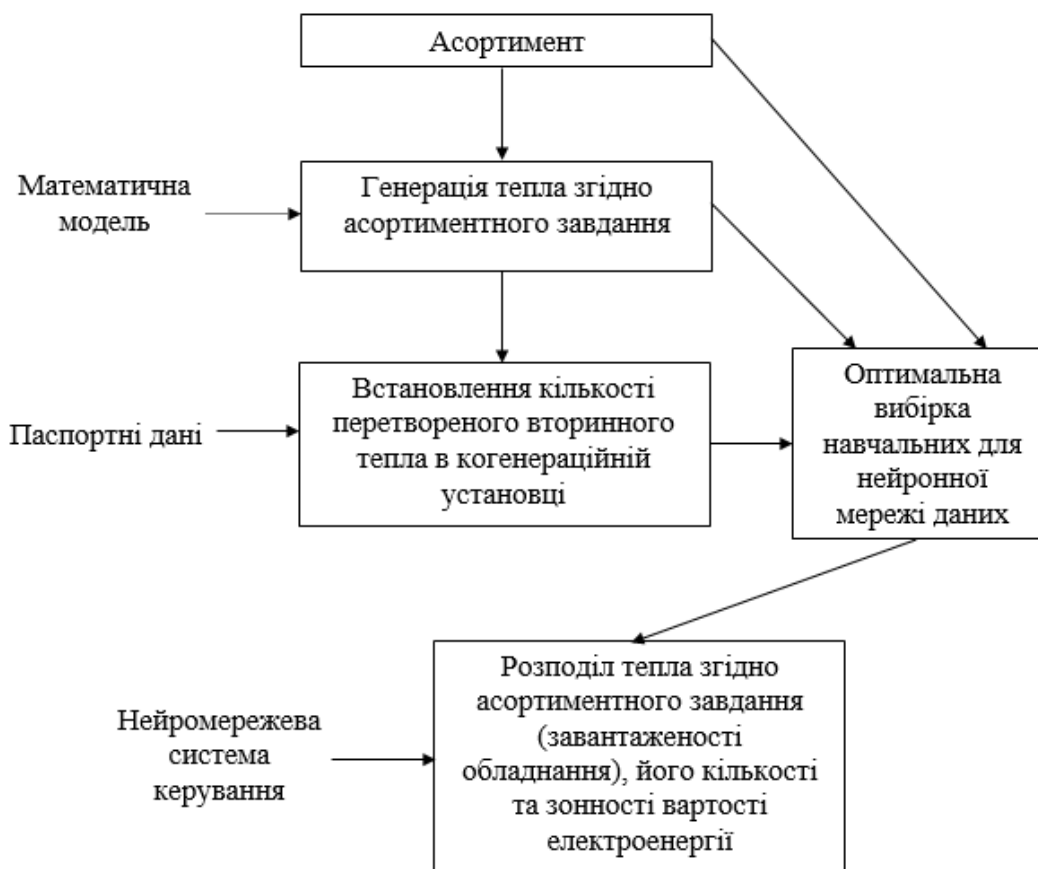 Асортимент
Математична
модель
Генерація тепла згідно
асортиментного завдання
Паспортні дані
Встановлення кількості
перетвореного вторинного
тепла в когенераційній
установці
Оптимальна
вибірка
навчальних для
нейронної
мережі даних
Нейромережева
система
керування
Розподіл тепла згідно
асортиментного завдання
(завантаженості
обладнання), його кількості
та зонності вартості
електроенергії